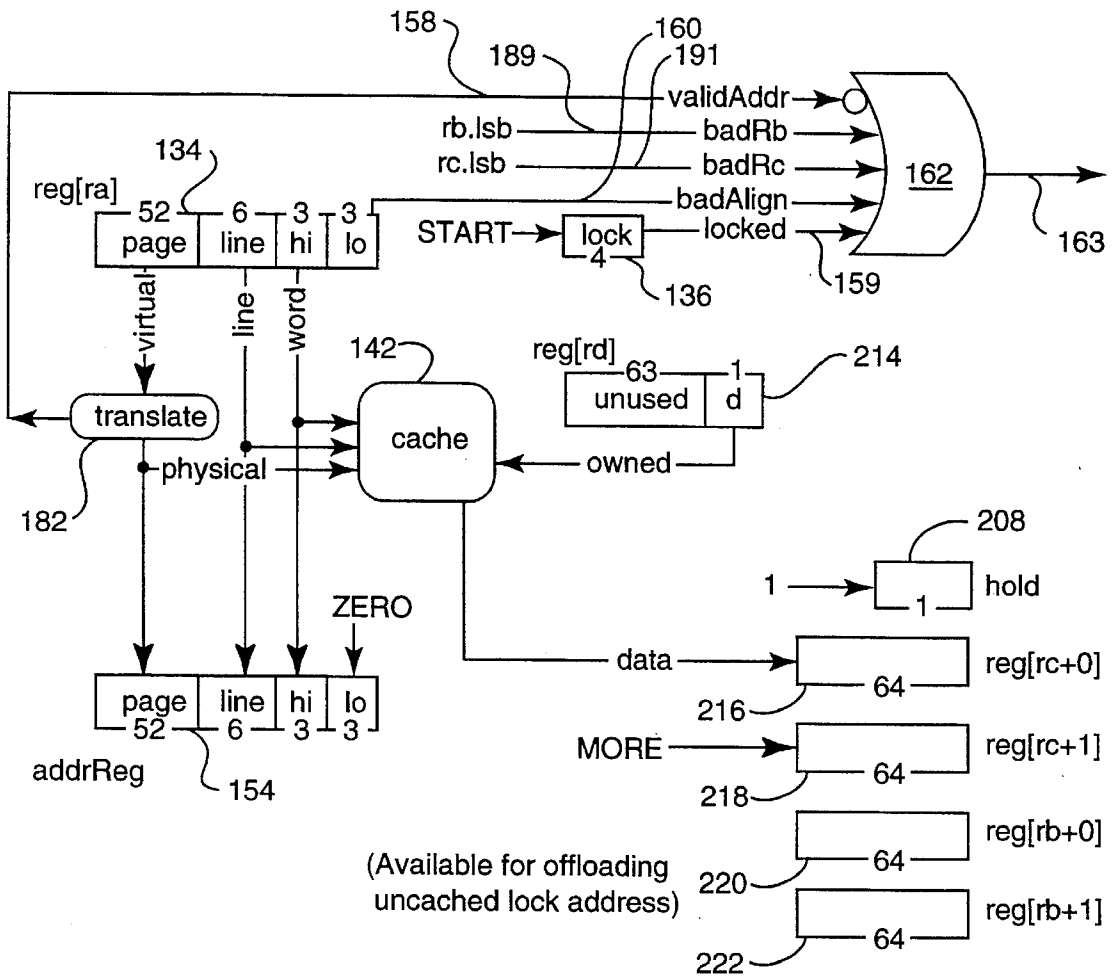 158
160
189
191
validAddr
rb.lsb
badRb
134
rc.lsb
badRc
162
reg[ra]
52
6
3
3
badAlign
page
line
hi
lo
START
lock
locked
4
163
136
159
virtual
line
word
142
reg[rd]
214
63
1
unused
d
translate
cache
physical
owned
182
208
1
hold
1
ZERO
data
reg[rc+0]
page
line
hi
lo
64
52
6
3
3
216
MORE
reg[rc+1]
addrReg
154
64
218
reg[rb+0]
64
(Available for offloading
uncached lock address)
220
reg[rb+1]
64
222